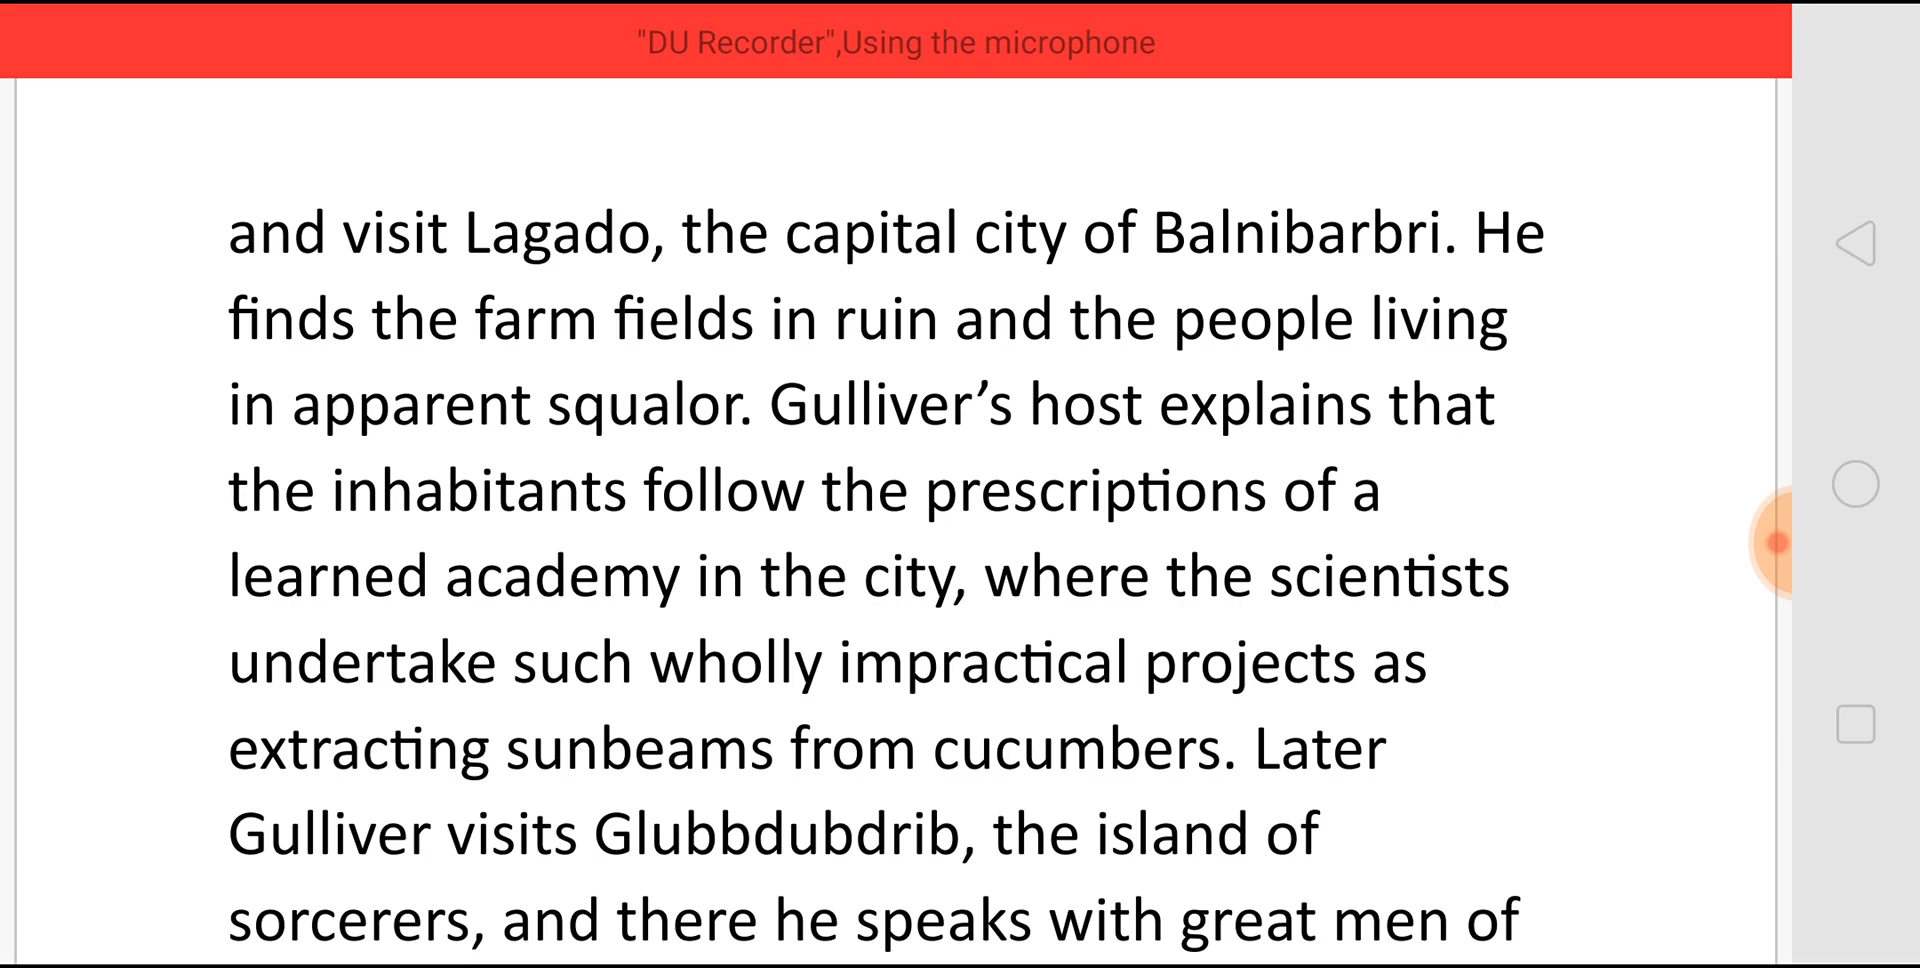 "DU Recorder",Using the microphone
and visit Lagado, the capital city of Balnibarbri. He
finds the farm fields in ruin and the people living
in apparent squalor. Gulliver’s host explains that
the inhabitants follow the prescriptions of a
learned academy in the city, where the scientists
undertake such wholly impractical projects as
extracting sunbeams from cucumbers. Later
Gulliver visits Glubbdubdrib, the island of
sorcerers, and there he speaks with great men of